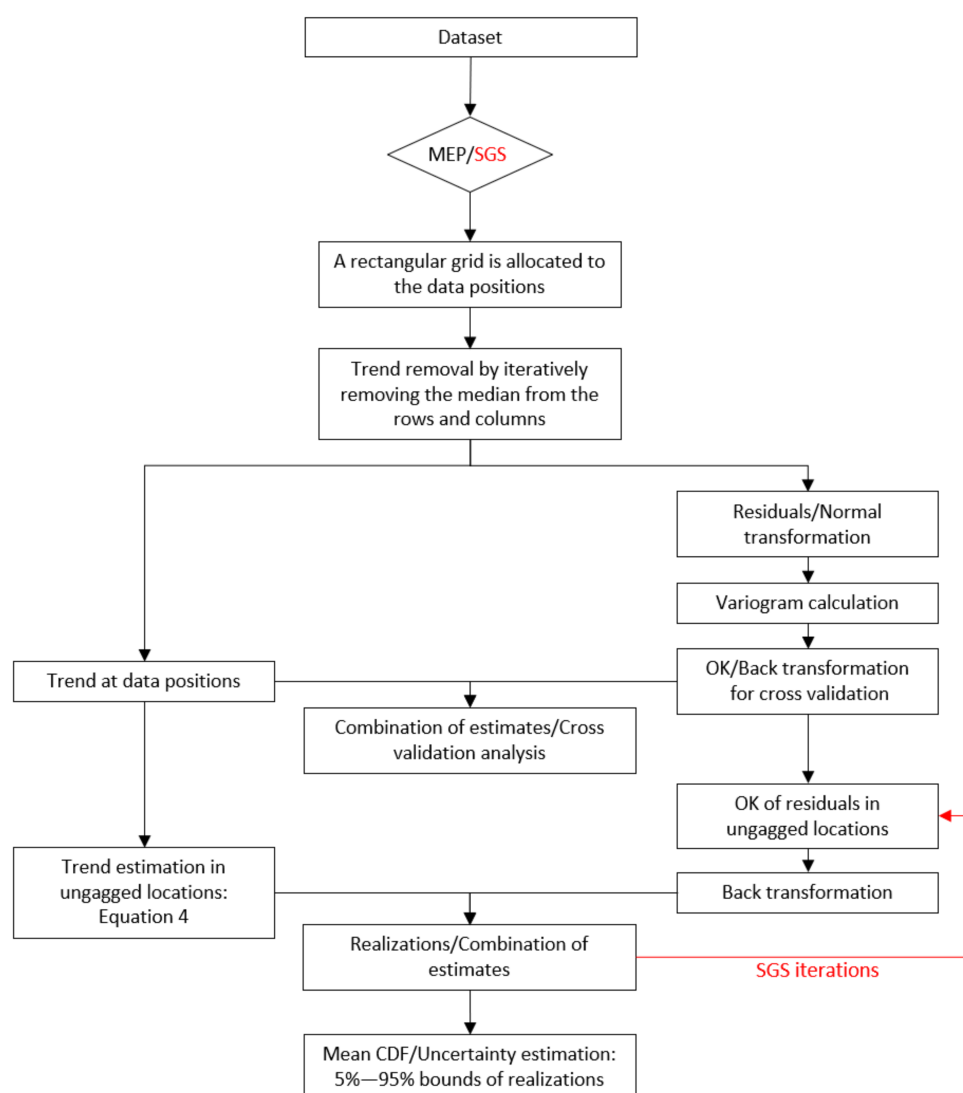 Dataset
MEP/SGS
A rectangular grid is allocated to
the data positions
Trend removal by iteratively
removing the median from the
rows and columns
Residuals/Normal
transformation
Variogram calculation
Trend at data positions
OK/Back transformation
for cross validation
Combination of estimates/Cross
validation analysis
OK of residuals in
ungagged locations
Trend estimation in
ungagged locations:
Equation 4
Back transformation
Realizations/Combination of
estimates
SGS iterations
Mean CDF/Uncertainty estimation:
5%—95% bounds of realizations